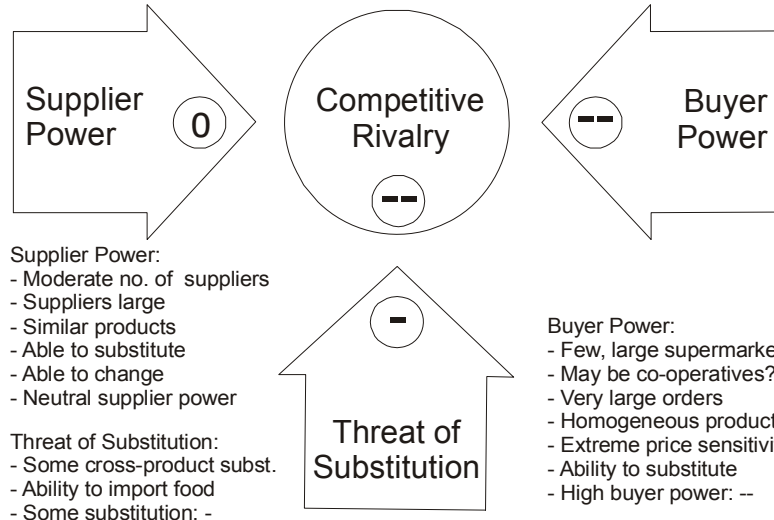 Supplier
Power
0
Competitive
Rivalry
--
--
Buyer
Power
Supplier Power:
- Moderate no. of suppliers
- Suppliers large
- Similar products
- Able to substitute
- Able to change
- Neutral supplier power
Threat of Substitution:
- Some cross-product subst.
- Ability to import food
- Some substitution: -
-
Threat of
Substitution
Buyer Power:
- Few, large
- May be co-operatives?
- Very large orders
- Homogeneous
- Extreme price
- Ability to substitute
- High buyer power: --